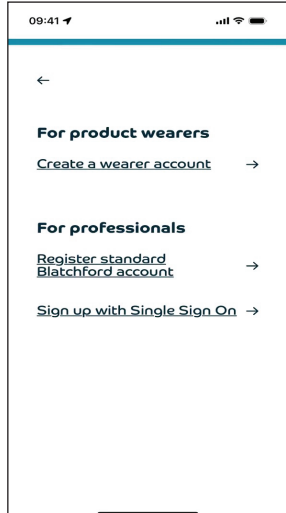 09:41
For product wearers
Create a wearer account
For professionals
Register standard
Blatchford account
Sign up with Single Sign On